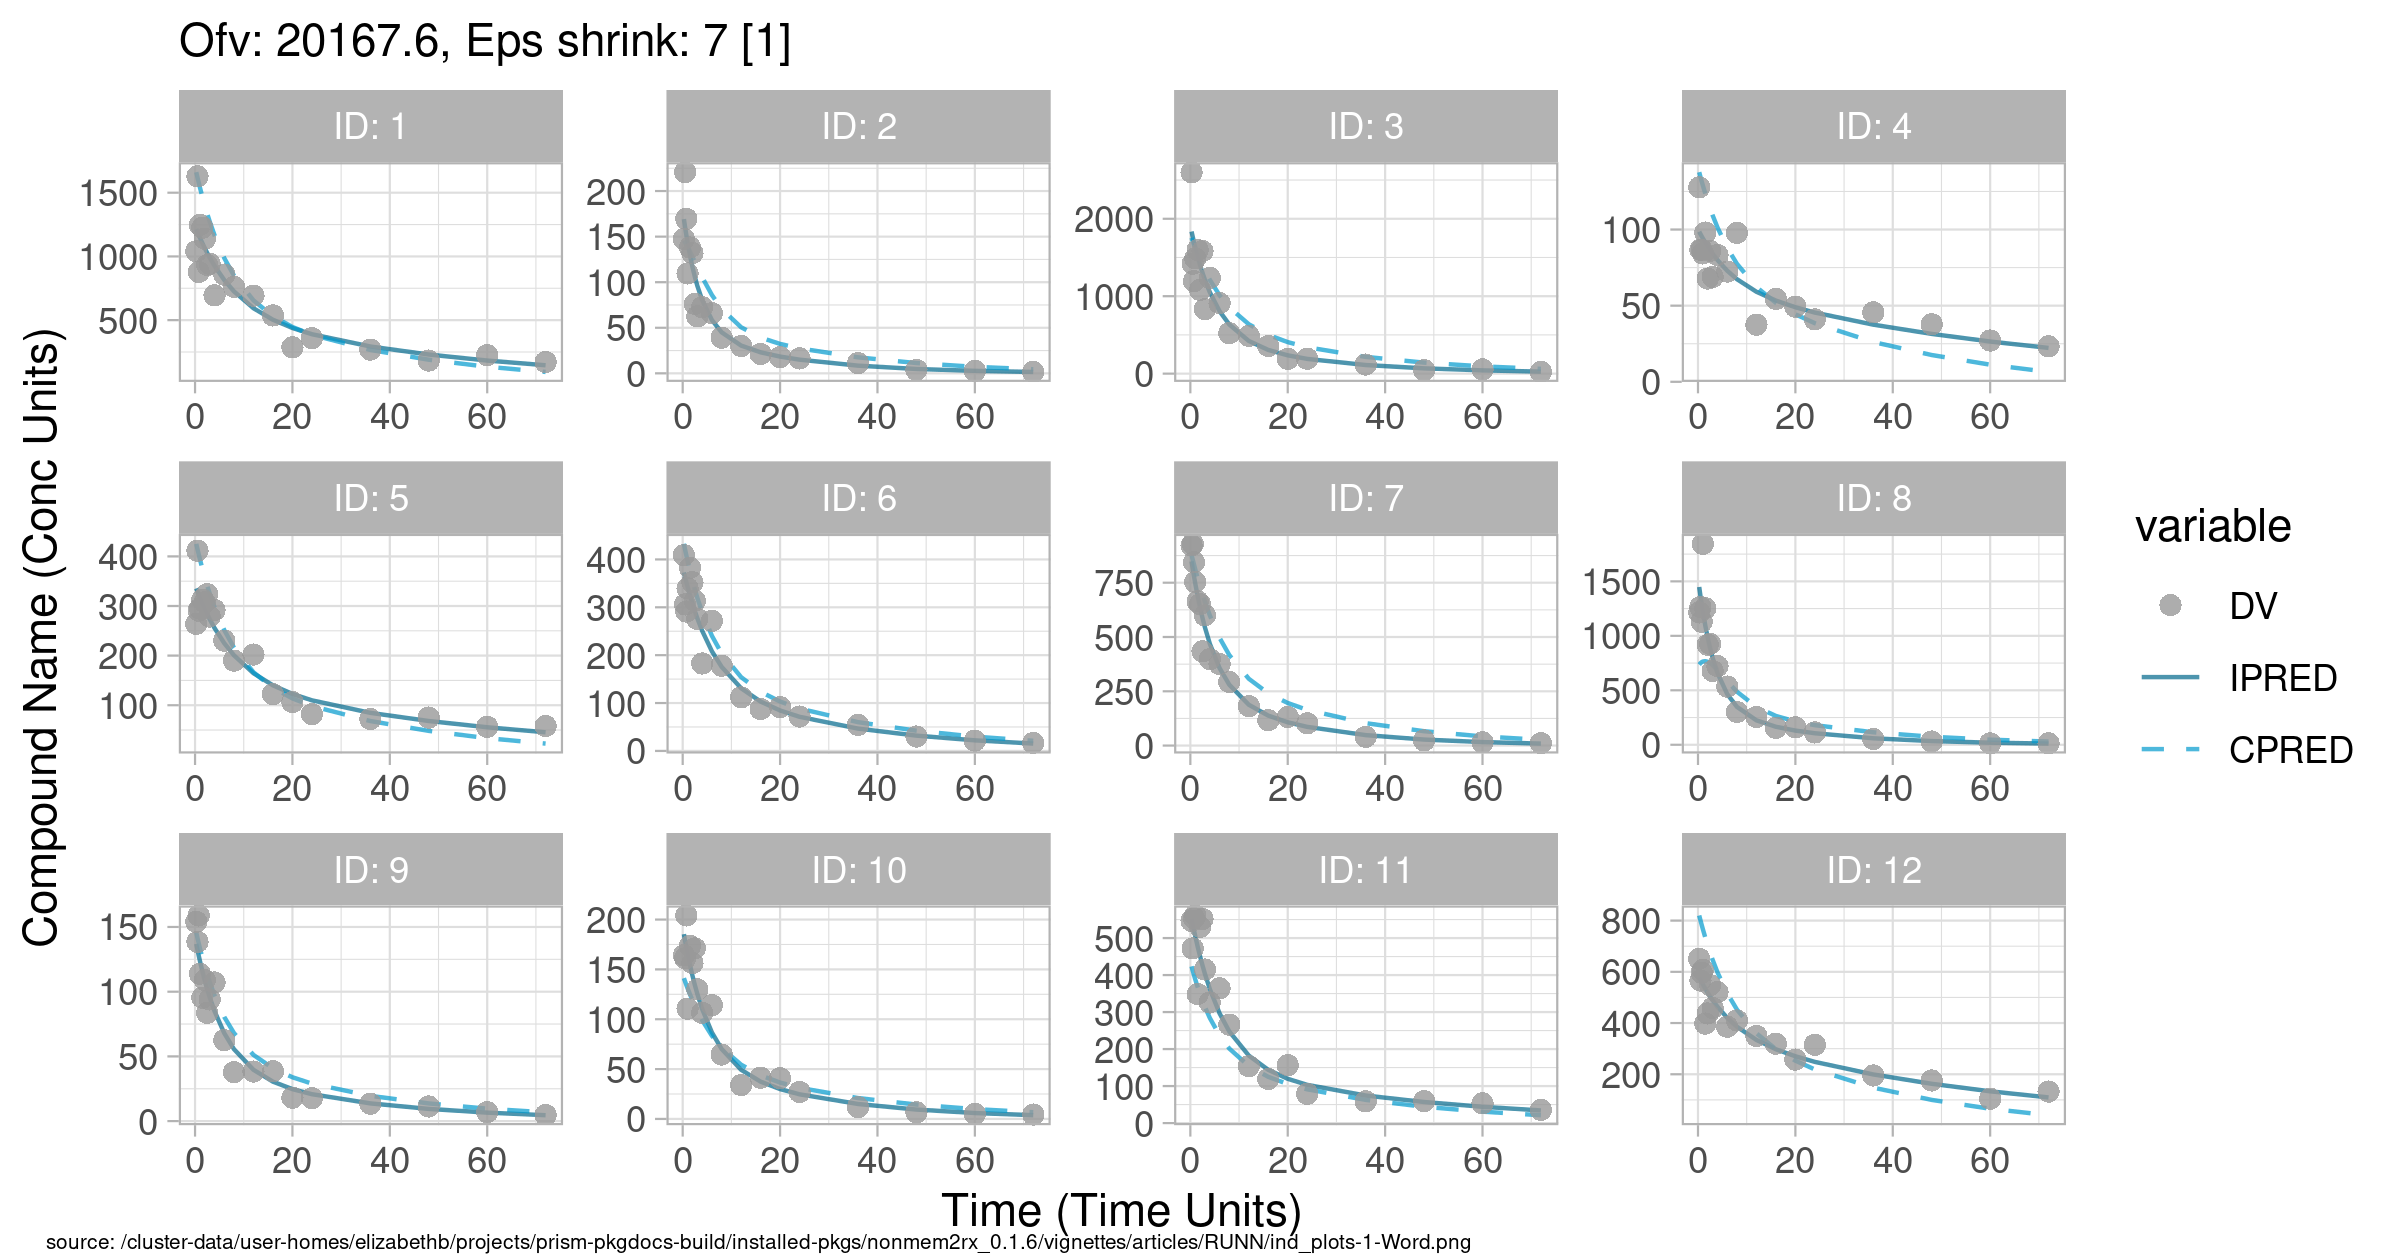 Ofv: 20167.6, Eps shrink: 7 [1]
ID: 1
ID: 2
ID: 3
ID: 4
1500
1000
500
0 20 40 60
200
150
100
50
0
0 20 40 60
2000
1000
0
0 20 40 60
100
50
0
0 20 40 60
ID: 5
ID: 6
ID: 7
ID: 8
400
300
200
100
0 20 40 60
400
300
200
100
0
0 20 40 60
750
500
250
0
0 20 40 60
1500
1000
500
0
0 20 40 60
ID: 9
ID: 10
ID: 11
ID: 12
150
100
50
0
0 20 40 60
200
150
100
50
0
0 20 40 60
500
400
300
200
100
0
0 20 40 60
800
600
400
200
0 20 40 60
Compound Name (Conc Units)
Time (Time Units)
variable
DV
IPRED
CPRED
source: /cluster-data/user-homes/elizabethb/projects/prism-pkgdocs-build/installed-pkgs/nonmem2rx_0.1.6/vignettes/articles/RUNN/ind_plots-1-Word.png